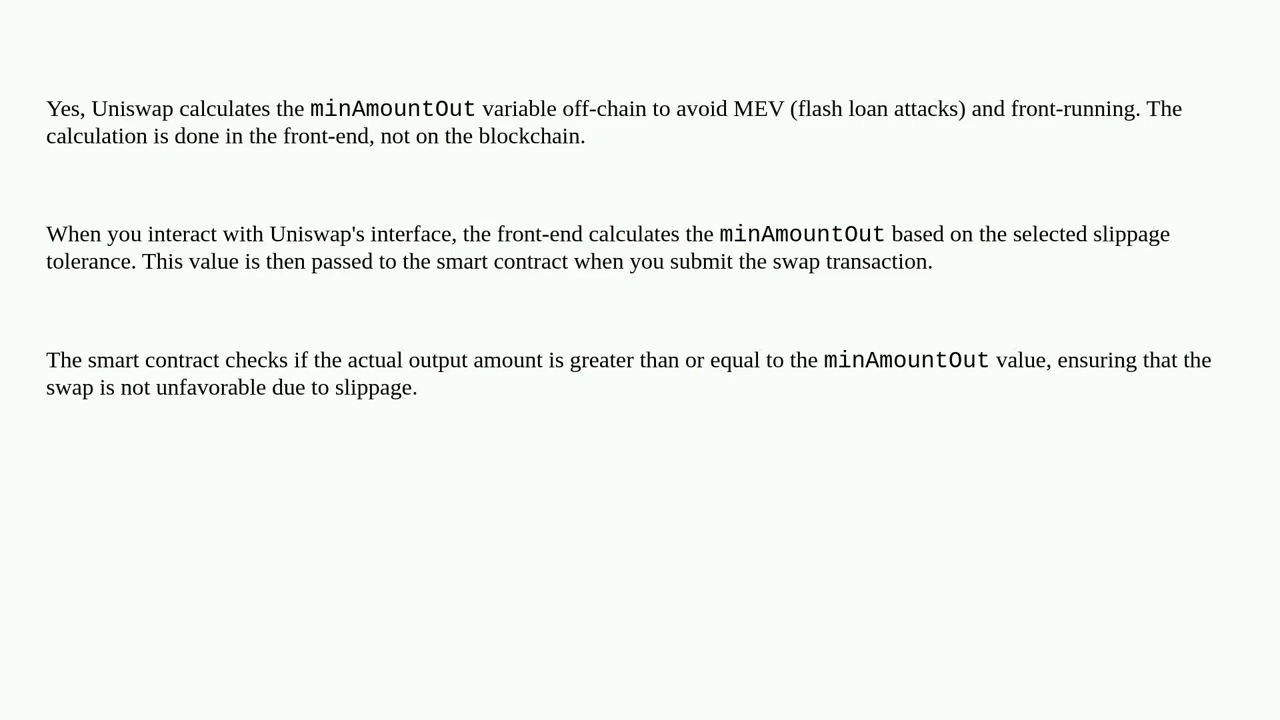 Yes, Uniswap calculates the minAmountOut variable off-chain to avoid MEV (flash loan attacks) and front-running. The
calculation is done in the front-end, not on the blockchain.
When you interact with Uniswap's interface, the front-end calculates the minAmountOut based on the selected slippage
tolerance. This value is then passed to the smart contract when you submit the swap transaction.
The smart contract checks if the actual output amount is greater than or equal to the minAmountOut value, ensuring that the
swap is not unfavorable due to slippage.